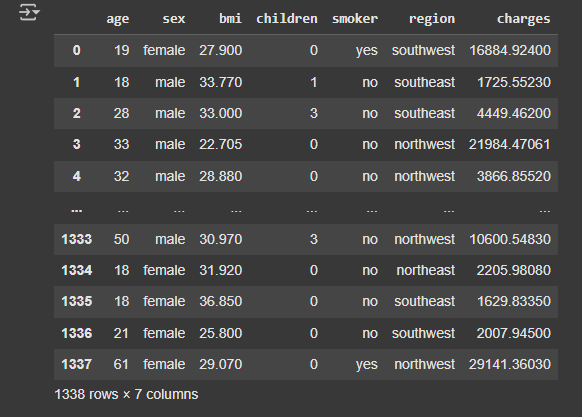 age sex bmi children smoker region charges
0 19 female 27.900 0 yes southwest 16884.92400
1 18 male 33.770 1 no southeast 1725.55230
2 28 male 33.000 3 no southeast 4449.46200
3 33 male 22.705 0 no northwest 21984.47061
4 32 male 28.880 0 no northwest 3866.85520
... ... ... ... ... ... ... ...
1333 50 male 30.970 3 no northwest 10600.54830
1334 18 female 31.920 0 no northeast 2205.98080
1335 18 female 36.850 0 no southeast 1629.83350
1336 21 female 25.800 0 no southwest 2007.94500
1337 61 female 29.070 0 yes northwest 29141.36030
1338 rows × 7 columns